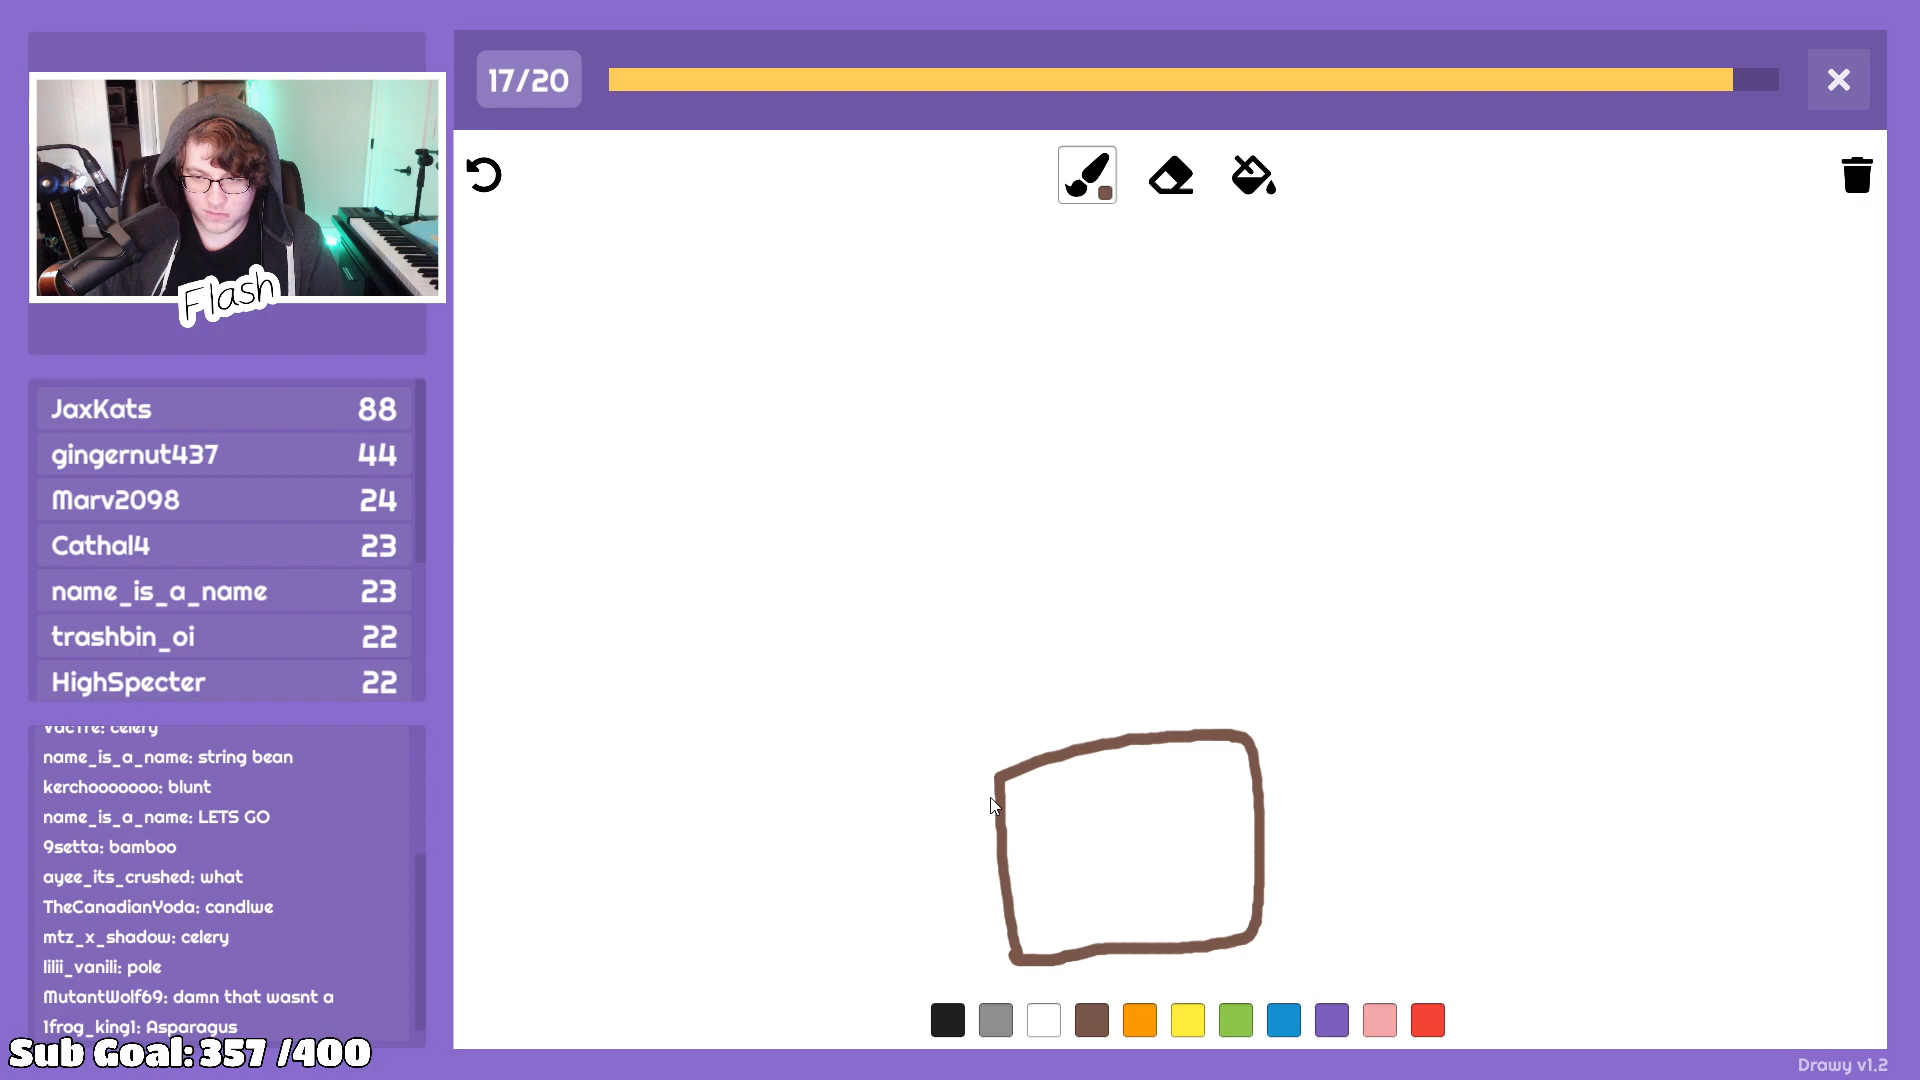 17/20
Flash
JaxKats 88
gingernut437 44
Marv2098 24
Cathal4 23
name_is_a_name 23
trashbin_oi 22
HighSpecter 22
Vac1re: celery
name_is_a_name: string bean
kerchooooooo: blunt
name_is_a_name: LETS GO
9setta: bamboo
ayee_its_crushed: what
TheCanadianYoda: candlwe
mtz_x_shadow: celery
lilii_vanili: pole
MutantWolf69: damn that wasnt a
1frog_king1: Asparagus
Sub Goal: 357 /400
Drawy v1.2